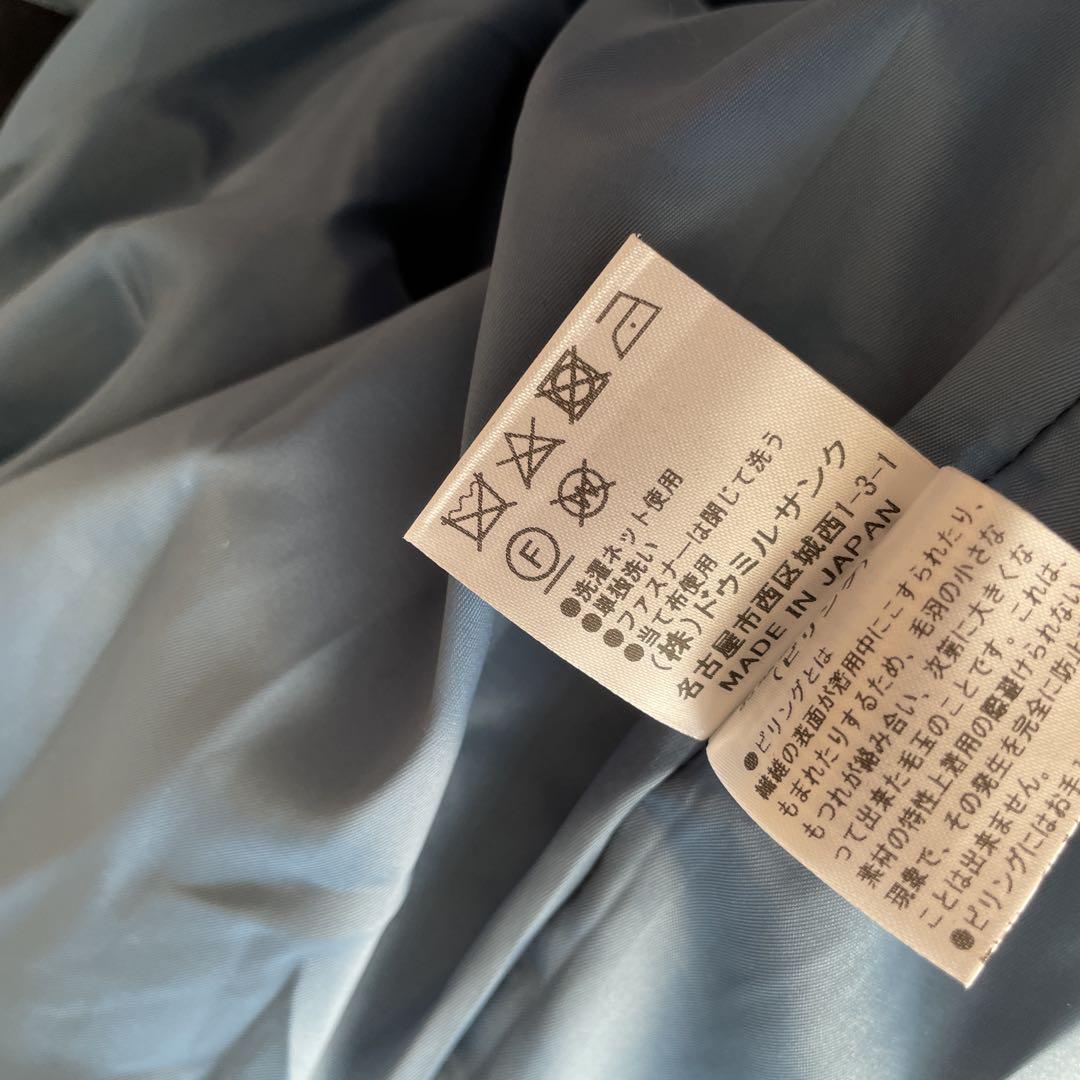 F
W
●洗濯ネット使用
●単独洗い
●ファスナーは閉じて洗う
●当て布使用
(株)ドゥミルサンク
名古屋市西区城西1-3-1
MADE IN JAPAN
●ピリングとは
繊維の表面が着用中にこすられたり、
もまれたりするため、毛羽の小さな
もつれが絡み合い、次第に大きくな
って出来た毛玉のことです。これは、
素材の特性上着用の際避けられない
現象で、その発生を完全に防止
ことは出来ません。
●ピリングにはお手